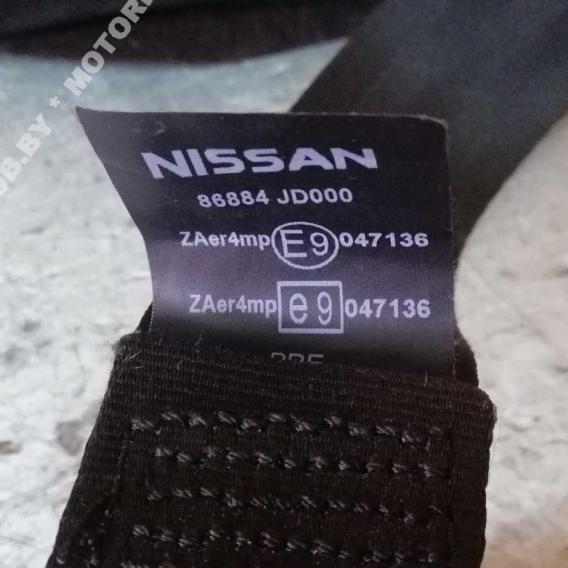 NISSAN
86884 JD000
ZAer4mp E9 047136
ZAer4mp e9 047136